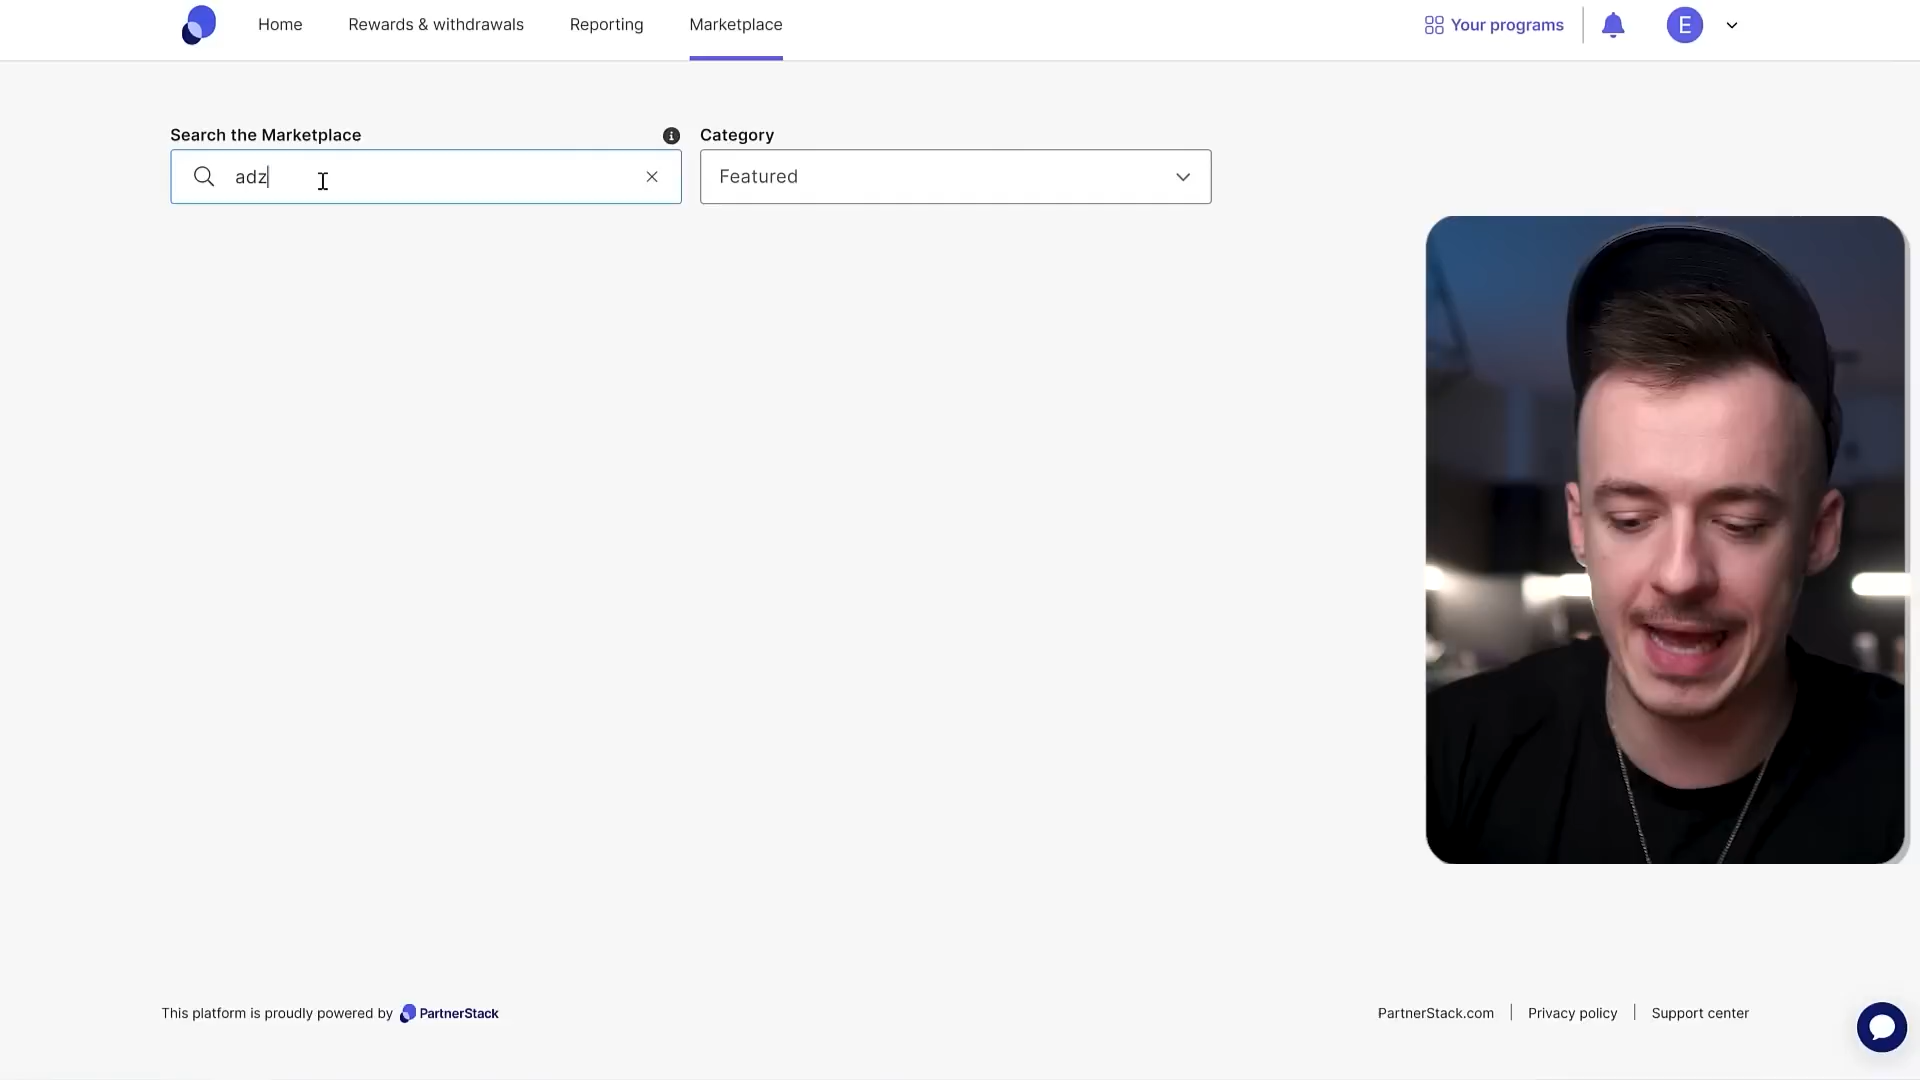 Home
Rewards & withdrawals
Reporting
Marketplace
Your programs
E
Search the Marketplace
Category
adz
Featured
This platform is proudly powered by PartnerStack
PartnerStack.com
Privacy policy
Support center